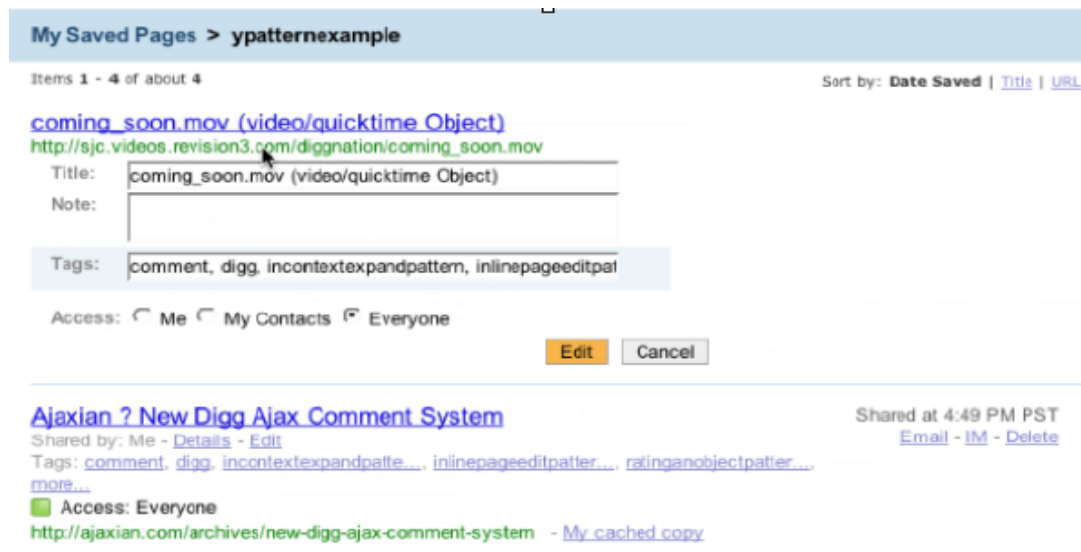 My Saved Pages > ypatternexample
Items 1 - 4 of about 4
Sort by: Date Saved | Title | URL
coming_soon.mov (video/quicktime Object)
http://sjc.videos.revision3.com/diggnation/coming_soon.mov
Title: coming_soon.mov (video/quicktime Object)
Note:
Tags: comment, digg, incontextexpandpattern, inlinepageeditpat
Access: Me My Contacts Everyone
Edit Cancel
Ajaxian ? New Digg Ajax Comment System
Shared at 4:49 PM PST
Shared by: Me - Details - Edit
Email - IM - Delete
Tags: comment, digg, incontextexpandpatte..., inlinepageeditpatter..., ratinganobjectpatter...,
more...
Access: Everyone
http://ajaxian.com/archives/new-digg-ajax-comment-system - My cached copy